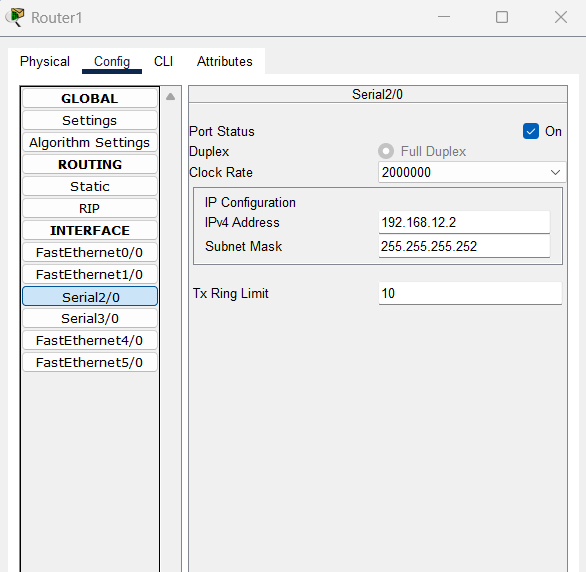 Router1
Physical Config CLI Attributes
GLOBAL
Settings
Algorithm Settings
ROUTING
Static
RIP
INTERFACE
FastEthernet0/0
FastEthernet1/0
Serial2/0
Serial3/0
FastEthernet4/0
FastEthernet5/0
Serial2/0
Port Status On
Duplex Full Duplex
Clock Rate 2000000
IP Configuration
IPv4 Address 192.168.12.2
Subnet Mask 255.255.255.252
Tx Ring Limit 10